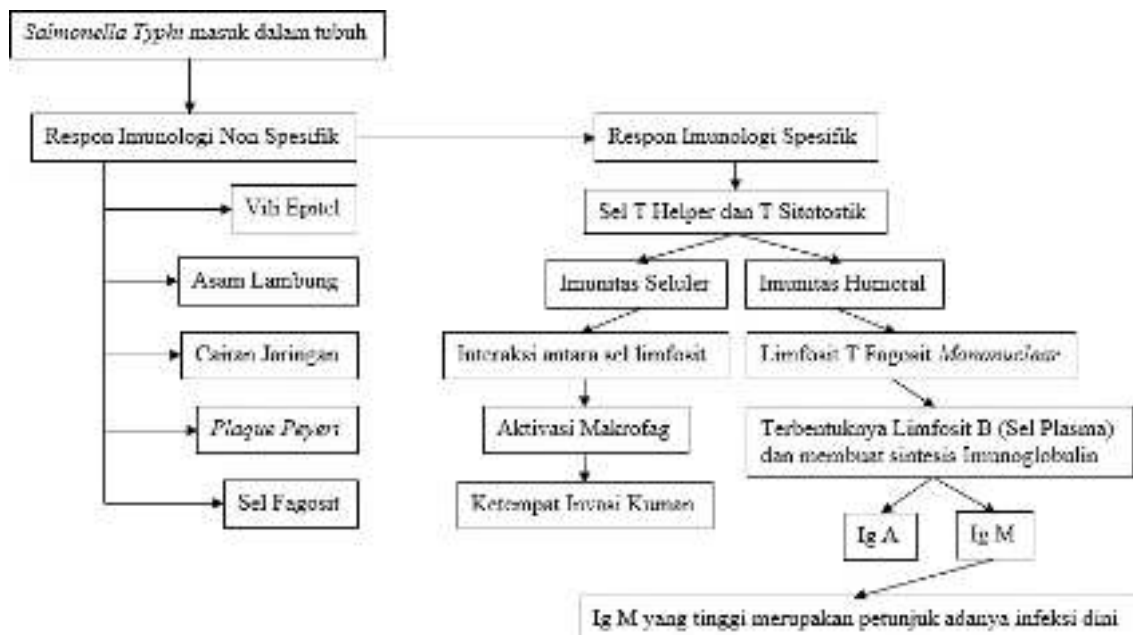 Salmonella Typhi masuk dalam tubuh
Respon Imunologi Non Spesifik
Respon Imunologi Spesifik
Vili Epitel
Sel T Helper dan T Sitotostik
Asam Lambung
Imunitas Seluler
Imunitas Humoral
Cairan Jaringan
Interaksi antara sel limfosit
Limfosit T Fagosit Mononuclear
Plaque Peyeri
Aktivasi Makrofag
Terbentuknya Limfosit B (Sel Plasma)
dan membuat sintesis Imunoglobulin
Sel Fagosit
Ketempat Invasi Kuman
Ig A
Ig M
Ig M yang tinggi merupakan petunjuk adanya infeksi dini